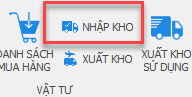 NHẬP KHO
DANH SÁCH
MUA HÀNG
XUẤT KHO
XUẤT KHO
SỬ DỤNG
VẬT TƯ